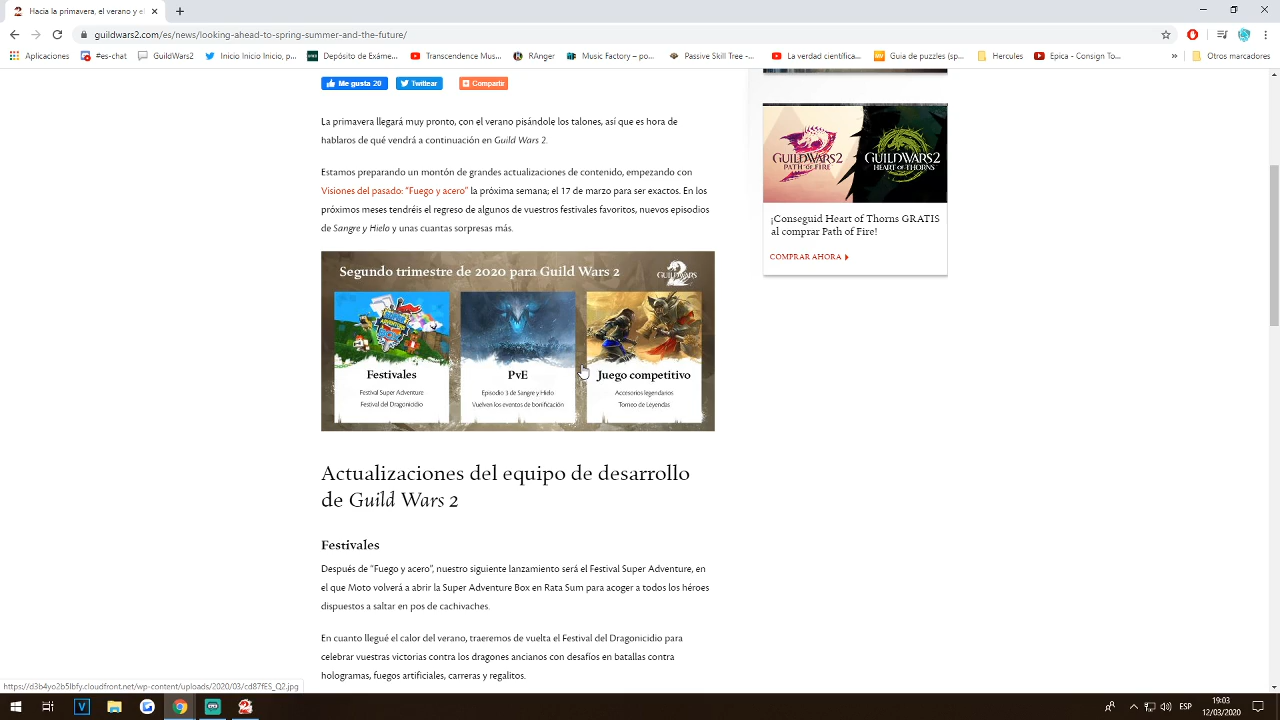 Hacia la primavera, el verano y el
guildwars2.com/es/news/looking-ahead-to-spring-summer-and-the-future/
Aplicaciones #es-chat GuildWars2 Inicio Inicio Inicio, p... Depósito de Exáme... Transcendence Mus... RAnger Music Factory – po... Passive Skill Tree -... La verdad científica... Guia de puzzles (sp... Hercules Epica - Consign To... » Otros marcadores
Me gusta 20 Twittear Compartir
La primavera llegará muy pronto, con el verano pisándole los talones, así que es hora de
hablaros de qué vendrá a continuación en Guild Wars 2.
Estamos preparando un montón de grandes actualizaciones de contenido, empezando con
Visiones del pasado: “Fuego y acero” la próxima semana; el 17 de marzo para ser exactos. En los
próximos meses tendréis el regreso de algunos de vuestros festivales favoritos, nuevos episodios
de Sangre y Hielo y unas cuantas sorpresas más.
Segundo trimestre de 2020 para Guild Wars 2
GUILD WARS 2
Festivales
Festival Super Adventure
Festival del Dragonicidio
PvE
Episodio 3 de Sangre y Hielo
Vuelven los eventos de bonificación
Juego competitivo
Accesorios legendarios
Torneo de Leyendas
Actualizaciones del equipo de desarrollo
de Guild Wars 2
Festivales
Después de “Fuego y acero”, nuestro siguiente lanzamiento será el Festival Super Adventure, en
el que Moto volverá a abrir la Super Adventure Box en Rata Sum para acoger a todos los héroes
dispuestos a saltar en pos de cachivaches.
En cuanto llegué el calor del verano, traeremos de vuelta el Festival del Dragonicidio para
celebrar vuestras victorias contra los dragones ancianos con desafíos en batallas contra
hologramas, fuegos artificiales, carreras y regalitos.
GUILD WARS 2
PATH OF FIRE
GUILD WARS 2
HEART OF THORNS
¡Conseguid Heart of Thorns GRATIS
al comprar Path of Fire!
COMPRAR AHORA
https://d3b4yo2b5lbfy.cloudfront.net/wp-content/uploads/2020/03/cd87fES_Q2.jpg
ESP
19:03
12/03/2020